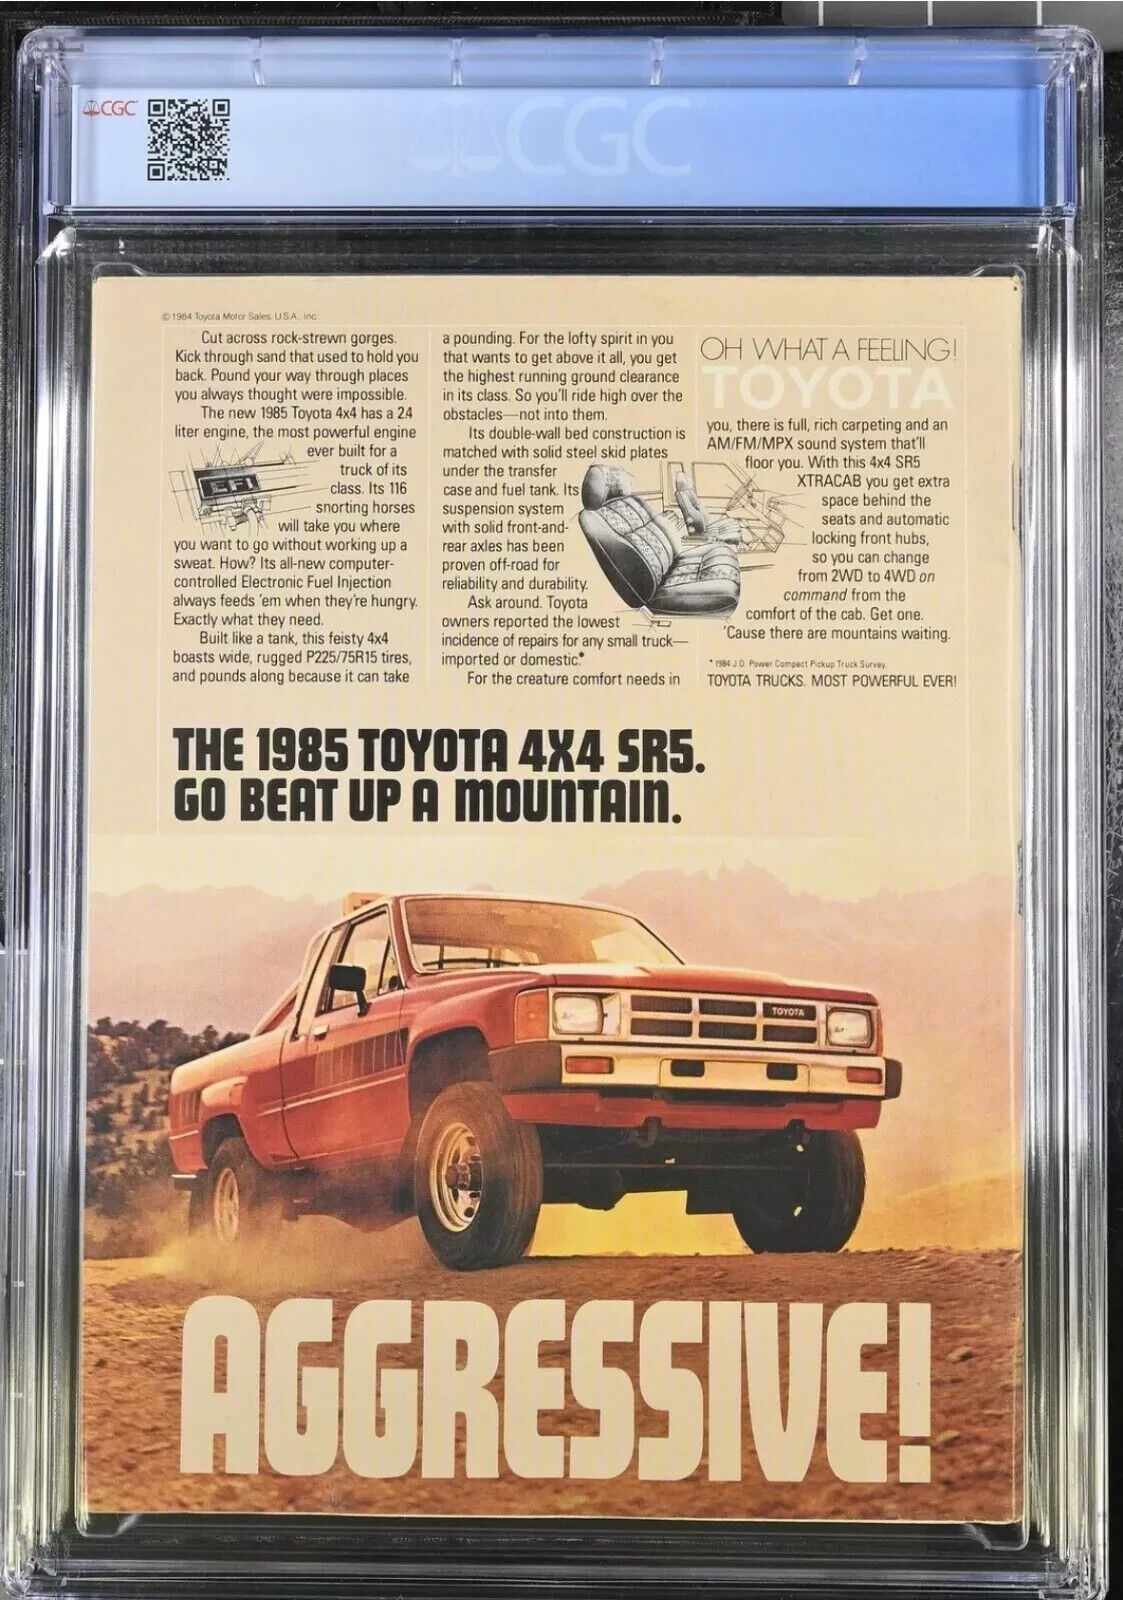 CGC
CGC
© 1984 Toyota Motor Sales, U.S.A., Inc.
Cut across rock-strewn gorges.
Kick through sand that used to hold you
back. Pound your way through places
you always thought were impossible.
The new 1985 Toyota 4x4 has a 2.4
liter engine, the most powerful engine
ever built for a
truck of its
class. Its 116
snorting horses
will take you where
you want to go without working up a
sweat. How? Its all-new computer-
controlled Electronic Fuel Injection
always feeds 'em when they're hungry.
Exactly what they need.
Built like a tank, this feisty 4x4
boasts wide, rugged P225/75R15 tires,
and pounds along because it can take
EFI
a pounding. For the lofty spirit in you
that wants to get above it all, you get
the highest running ground clearance
in its class. So you'll ride high over the
obstacles—not into them.
Its double-wall bed construction is
matched with solid steel skid plates
under the transfer
case and fuel tank. Its
suspension system
with solid front-and-
rear axles has been
proven off-road for
reliability and durability.
Ask around. Toyota
owners reported the lowest
incidence of repairs for any small truck—
imported or domestic.*
For the creature comfort needs in
OH WHAT A FEELING!
TOYOTA
you, there is full, rich carpeting and an
AM/FM/MPX sound system that'll
floor you. With this 4x4 SR5
XTRACAB you get extra
space behind the
seats and automatic
locking front hubs,
so you can change
from 2WD to 4WD on
command from the
comfort of the cab. Get one.
'Cause there are mountains waiting.
* 1984 J.D. Power Compact Pickup Truck Survey.
TOYOTA TRUCKS. MOST POWERFUL EVER!
THE 1985 TOYOTA 4X4 SR5.
GO BEAT UP A MOUNTAIN.
TOYOTA
AGGRESSIVE!